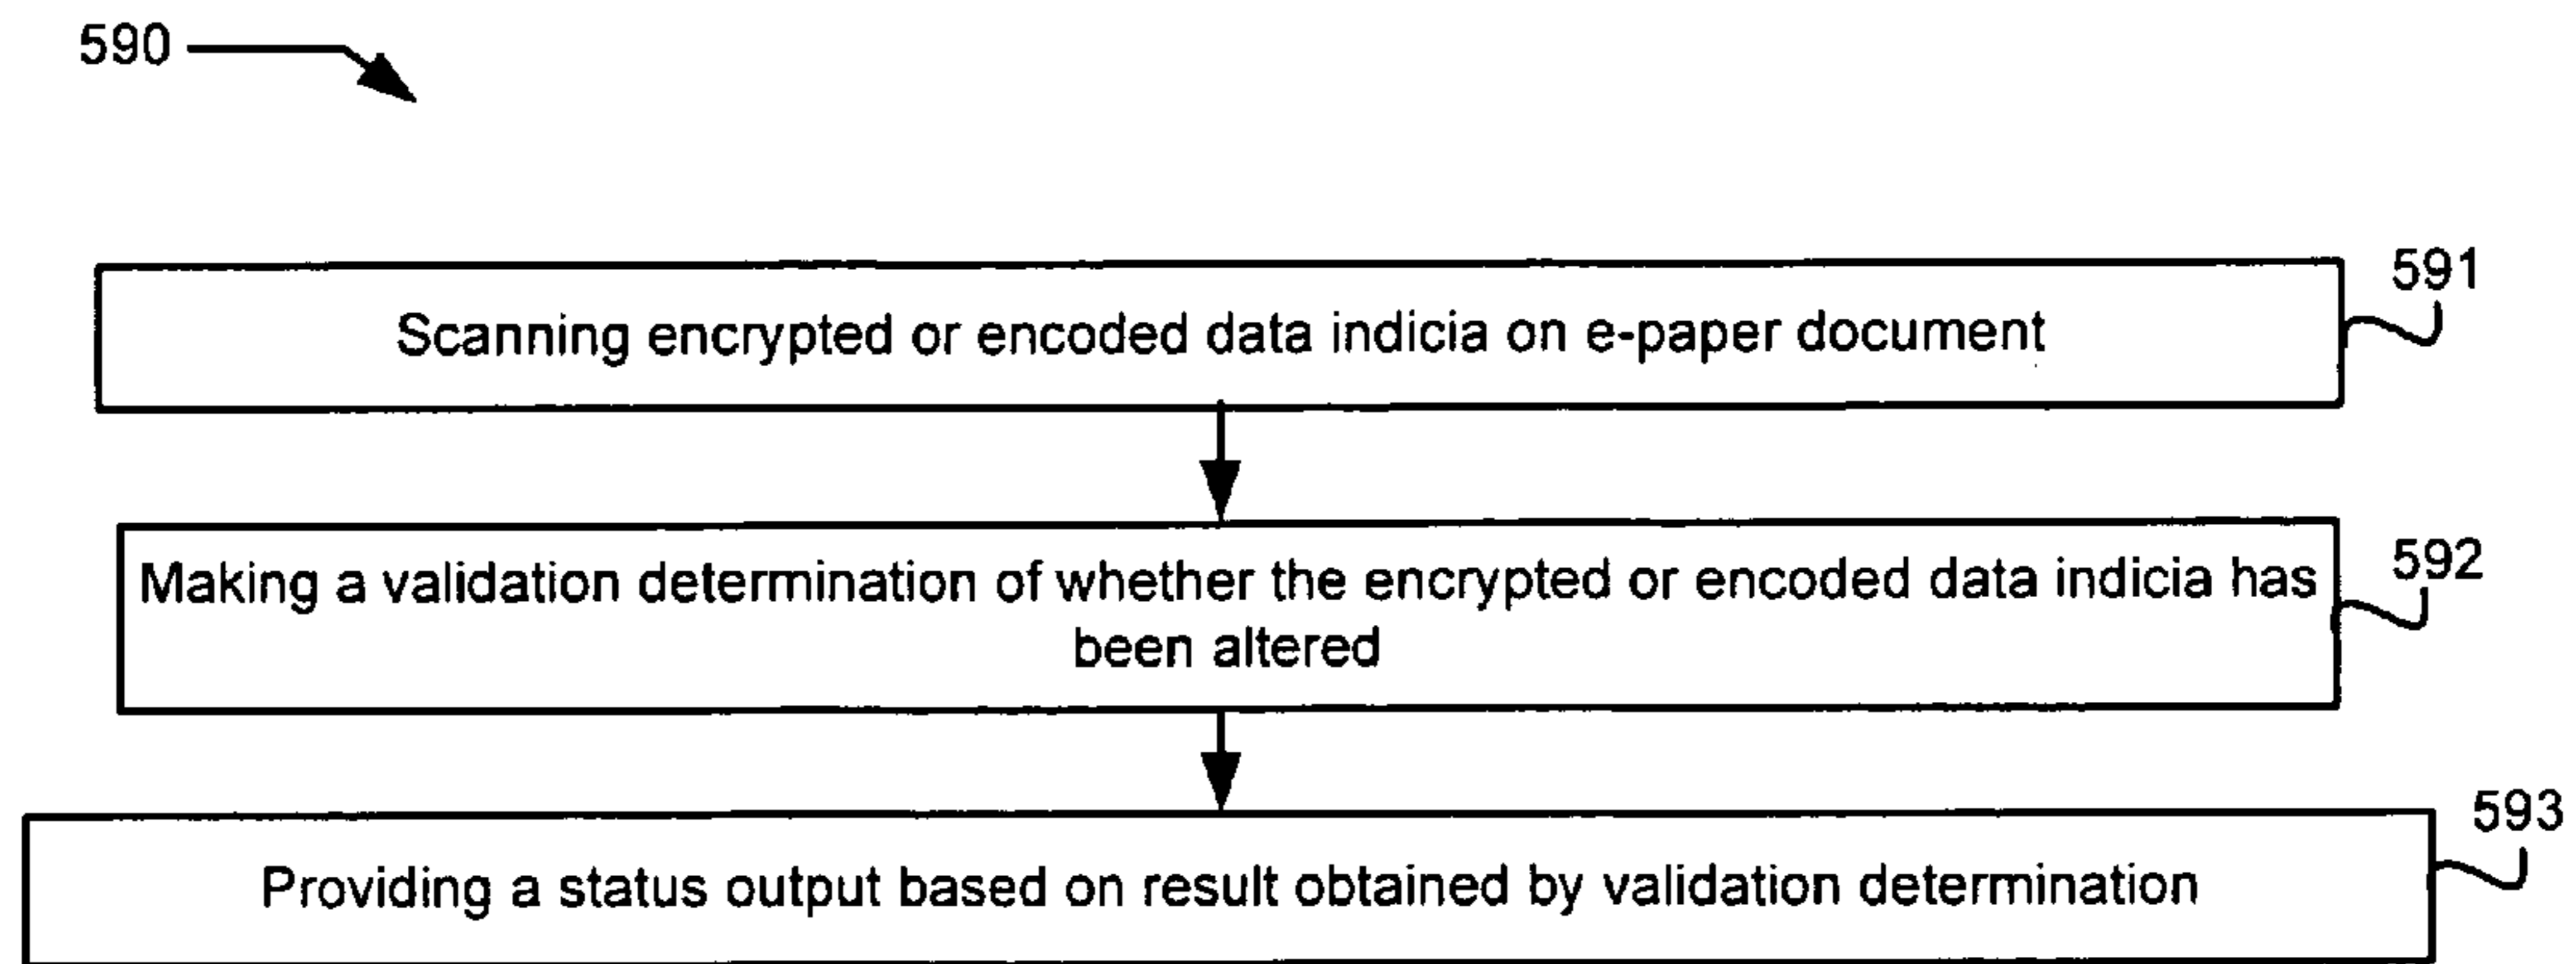 590
591
Scanning encrypted or encoded data indicia on e-paper document
592
Making a validation determination of whether the encrypted or encoded data indicia has
been altered
593
Providing a status output based on result obtained by validation determination